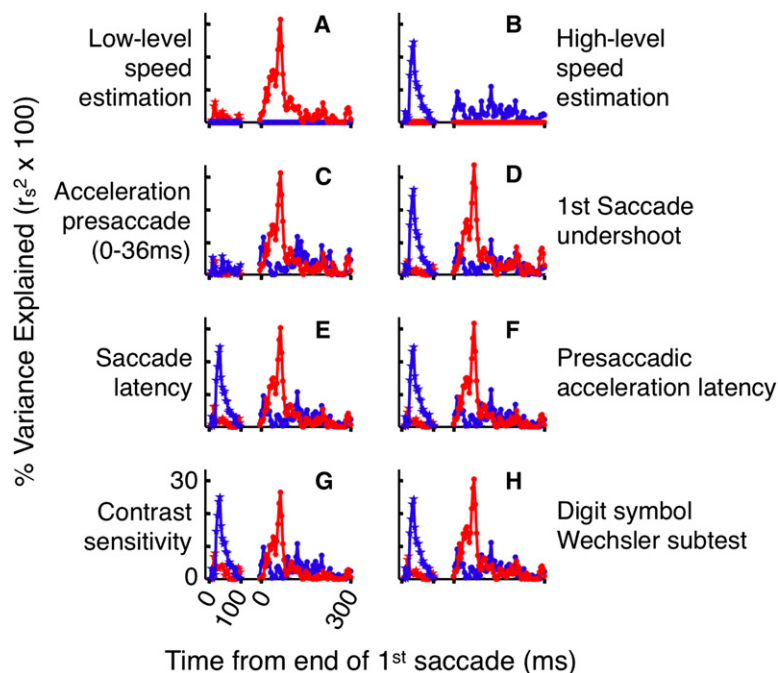 A
B
Low-level
speed
estimation
High-level
speed
estimation
C
D
Acceleration
presaccade
(0-36ms)
1st Saccade
undershoot
E
F
Saccade
latency
Presaccadic
acceleration latency
G
H
Contrast
sensitivity
Digit symbol
Wechsler subtest
30
0
0
100
0
300
% Variance Explained (rs² x 100)
Time from end of 1st saccade (ms)